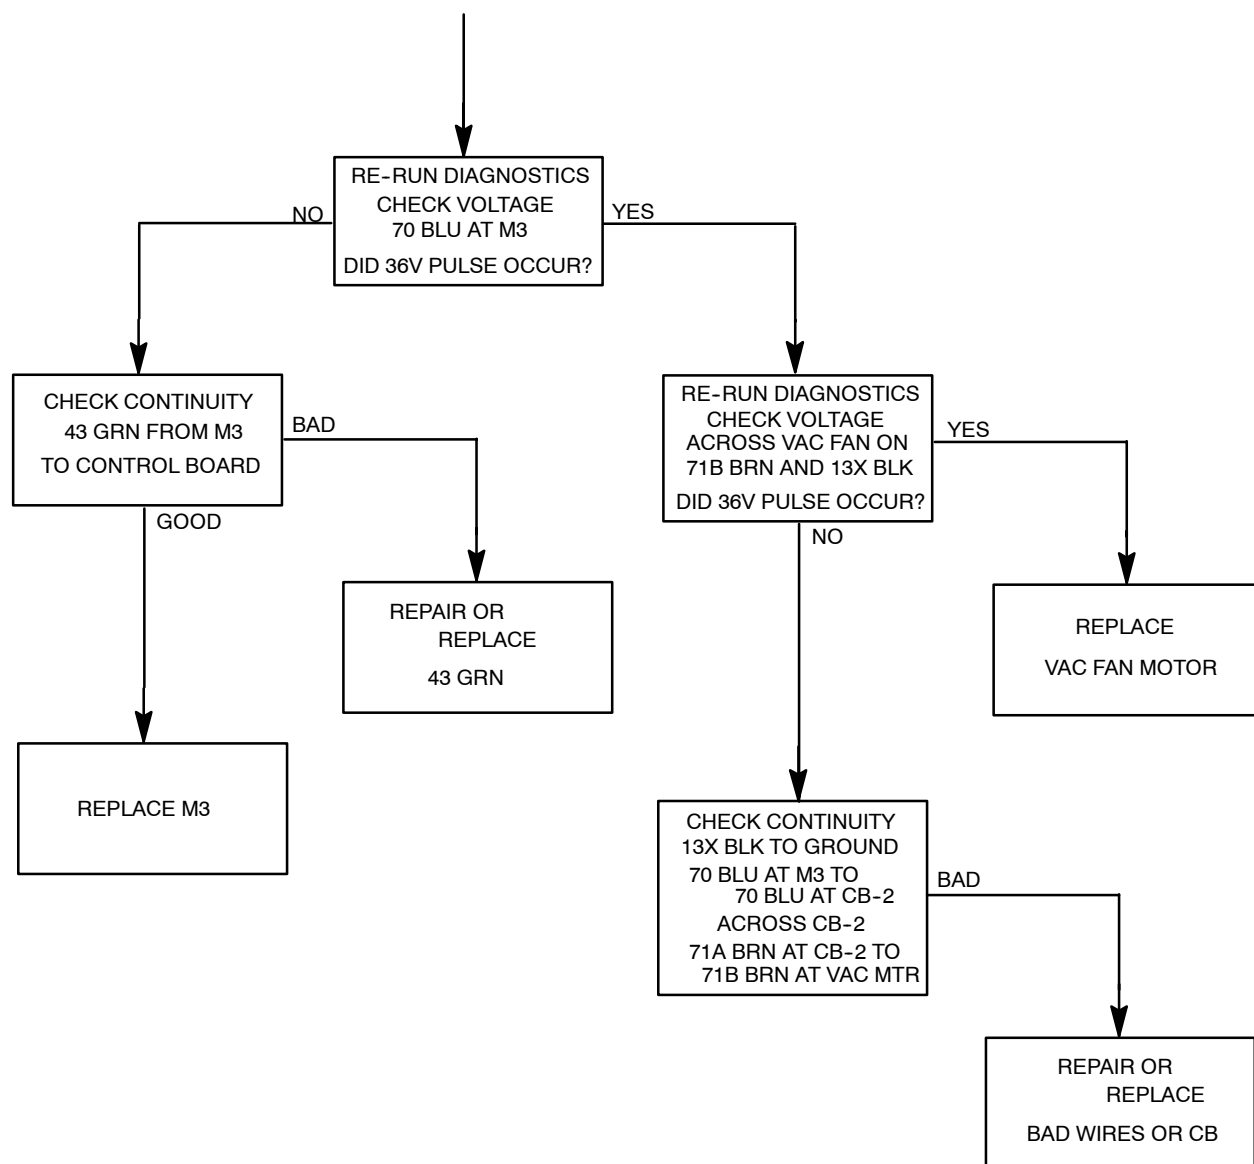 RE-RUN DIAGNOSTICS
CHECK VOLTAGE
70 BLU AT M3
DID 36V PULSE OCCUR?
NO
YES
CHECK CONTINUITY
43 GRN FROM M3
TO CONTROL BOARD
BAD
GOOD
RE-RUN DIAGNOSTICS
CHECK VOLTAGE
ACROSS VAC FAN ON
71B BRN AND 13X BLK
DID 36V PULSE OCCUR?
YES
NO
REPAIR OR
REPLACE
43 GRN
REPLACE
VAC FAN MOTOR
REPLACE M3
CHECK CONTINUITY
13X BLK TO GROUND
70 BLU AT M3 TO
70 BLU AT CB-2
ACROSS CB-2
71A BRN AT CB-2 TO
71B BRN AT VAC MTR
BAD
REPAIR OR
REPLACE
BAD WIRES OR CB